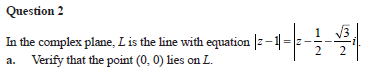 Question 2
In the complex plane, L is the line with equation |z − 1| = |z − 1/2 − √3/2 i|.
a. Verify that the point (0, 0) lies on L.